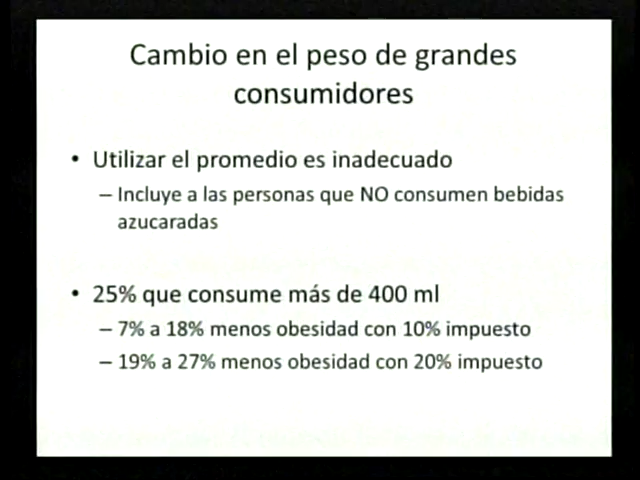 Cambio en el peso de grandes
consumidores
• Utilizar el promedio es inadecuado
– Incluye a las personas que NO consumen bebidas
azucaradas
• 25% que consume más de 400 ml
– 7% a 18% menos obesidad con 10% impuesto
– 19% a 27% menos obesidad con 20% impuesto